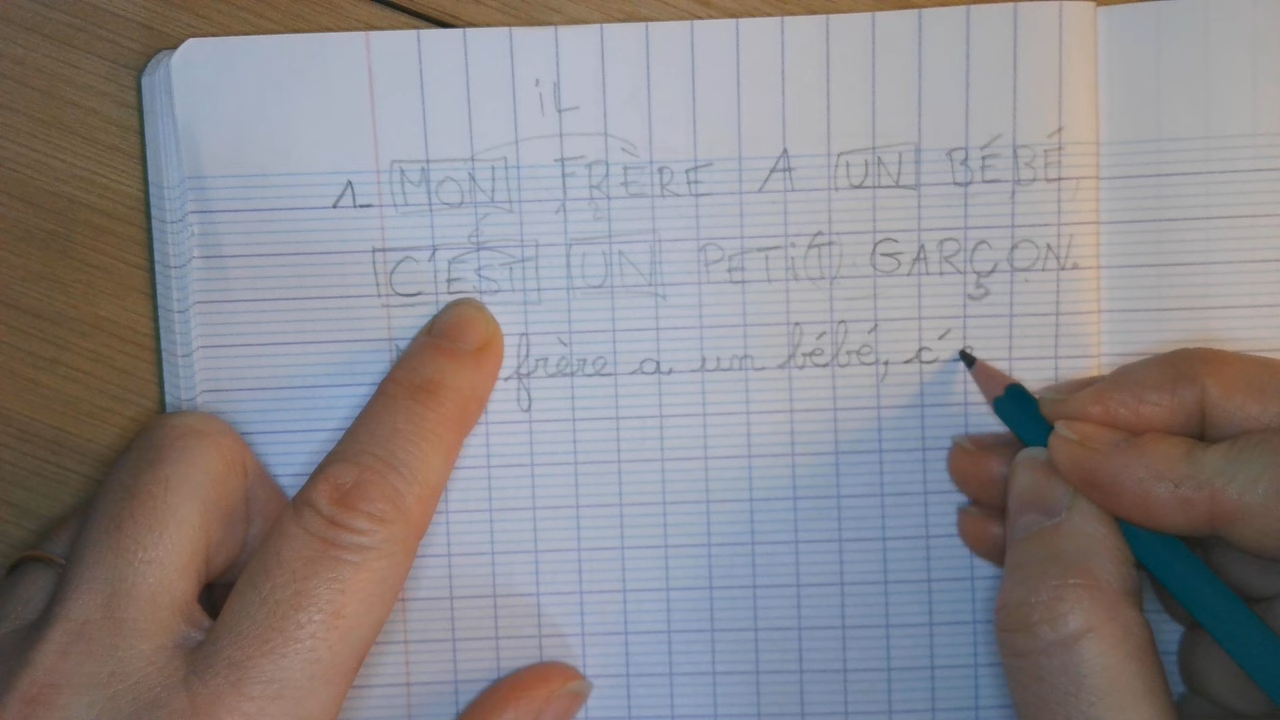 iL
1. MON FRÈRE A UN BÉBÉ,
C'EST UN PETiT GARÇON.
frère a un bébé, c'e